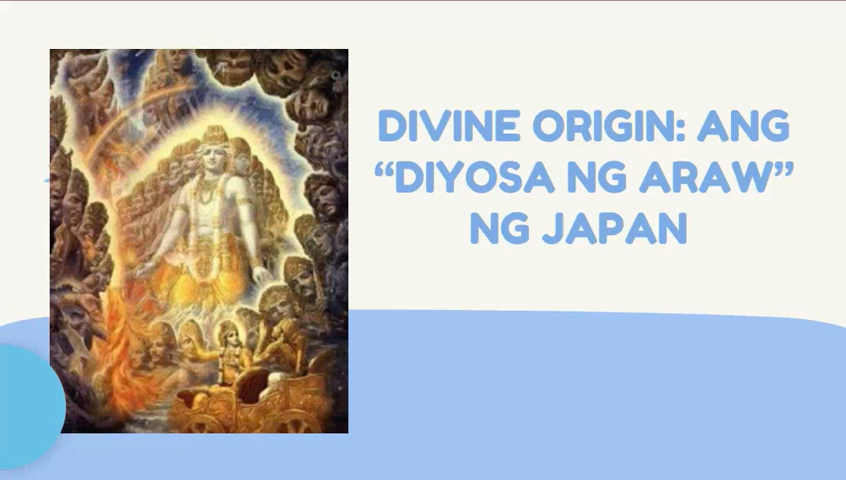 DIVINE ORIGIN: ANG
“DIYOSA NG ARAW”
NG JAPAN